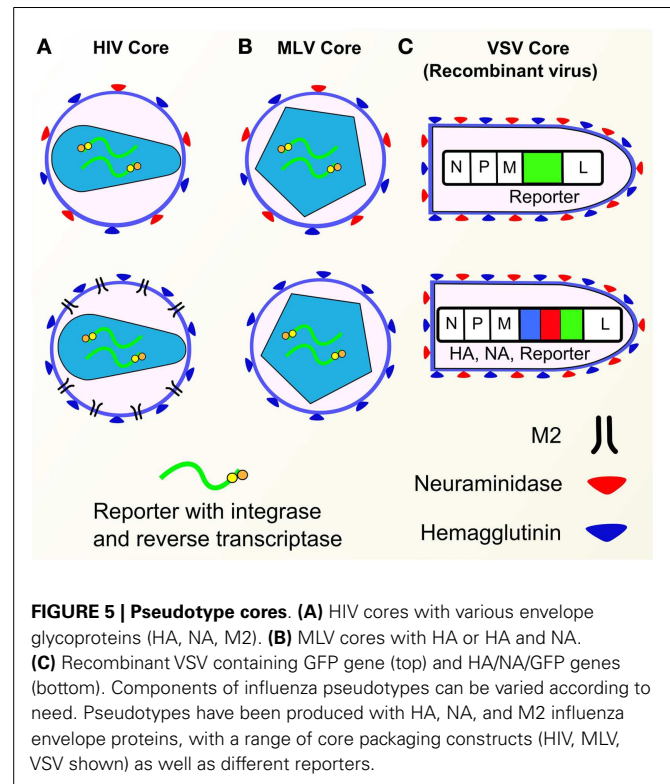 A HIV Core
B MLV Core
C VSV Core
(Recombinant virus)
N P M L
Reporter
N P M L
HA, NA, Reporter
M2
Neuraminidase
Hemagglutinin
Reporter with integrase
and reverse transcriptase
FIGURE 5 | Pseudotype cores. (A) HIV cores with various envelope
glycoproteins (HA, NA, M2). (B) MLV cores with HA or HA and NA.
(C) Recombinant VSV containing GFP gene (top) and HA/NA/GFP genes
(bottom). Components of influenza pseudotypes can be varied according to
need. Pseudotypes have been produced with HA, NA, and M2 influenza
envelope proteins, with a range of core packaging constructs (HIV, MLV,
VSV shown) as well as different reporters.